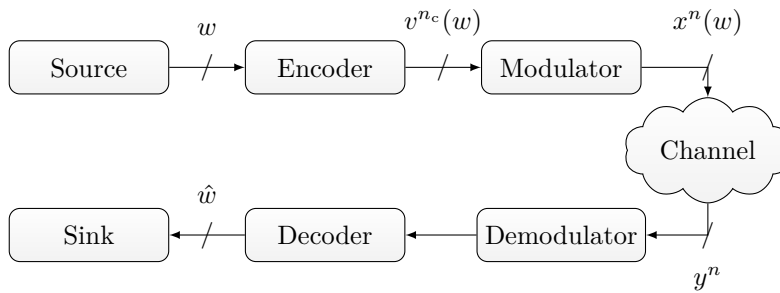 w v^{n_c}(w) x^n(w)
Source Encoder Modulator
Channel
ŵ
Sink Decoder Demodulator
y^n